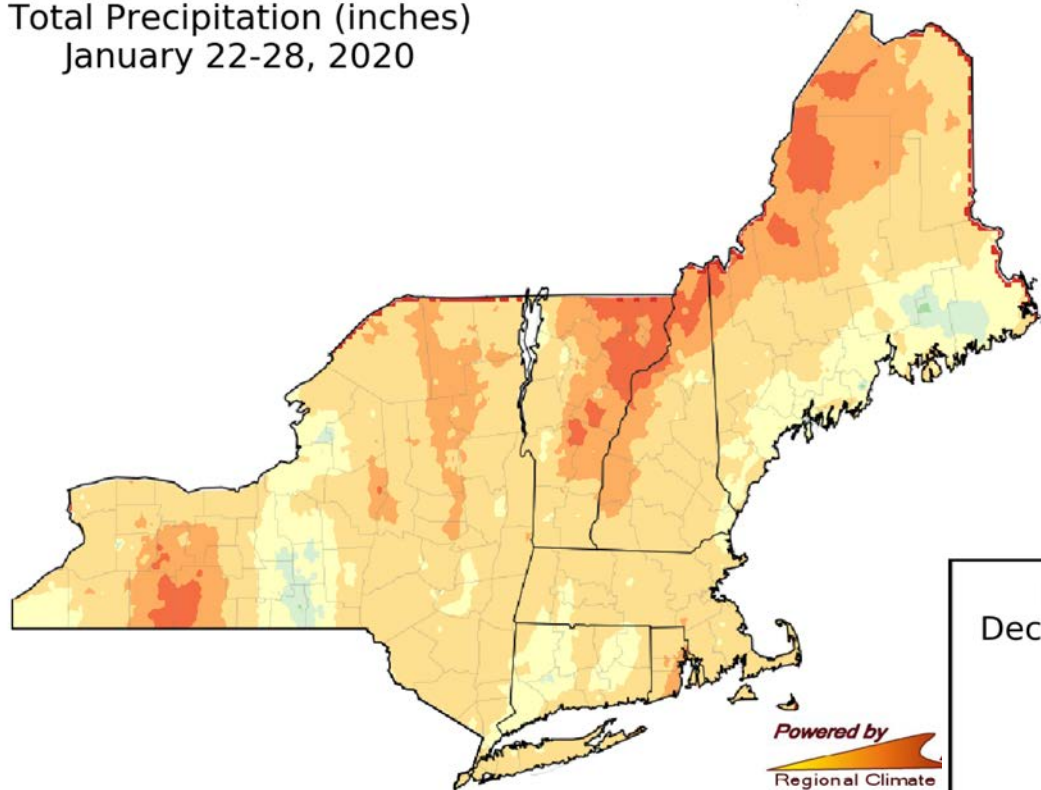 Total Precipitation (inches)
January 22-28, 2020
Dec
Powered by
Regional Climate